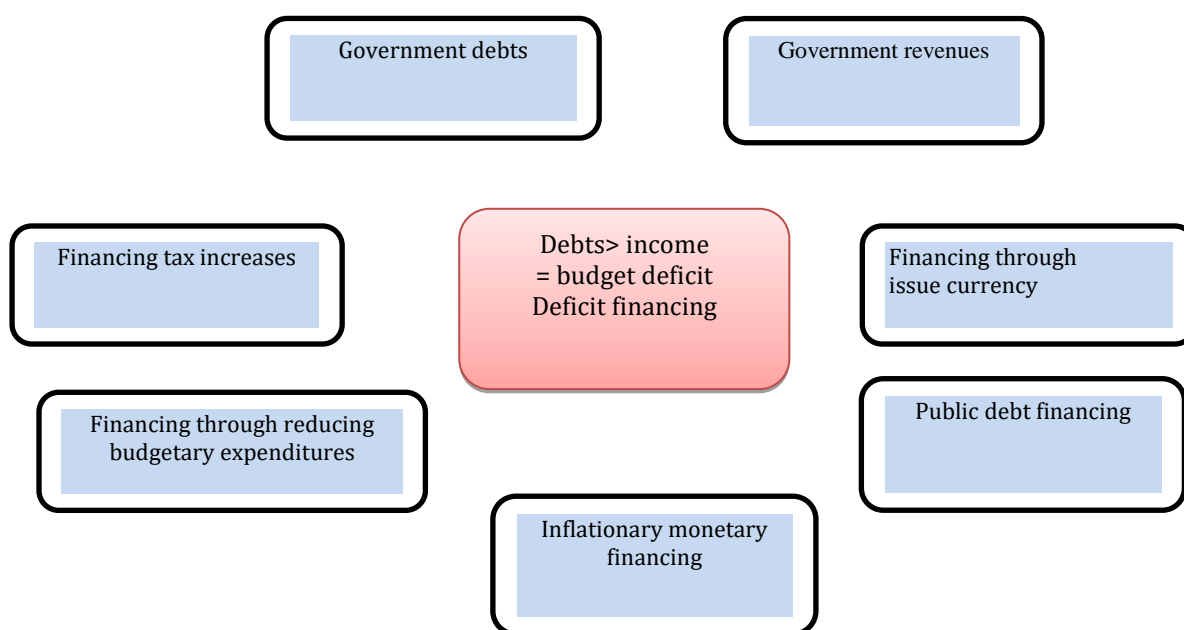 Government debts
Government revenues
Financing tax increases
Debts> income
= budget deficit
Deficit financing
Financing through
issue currency
Financing through reducing
budgetary expenditures
Public debt financing
Inflationary monetary
financing